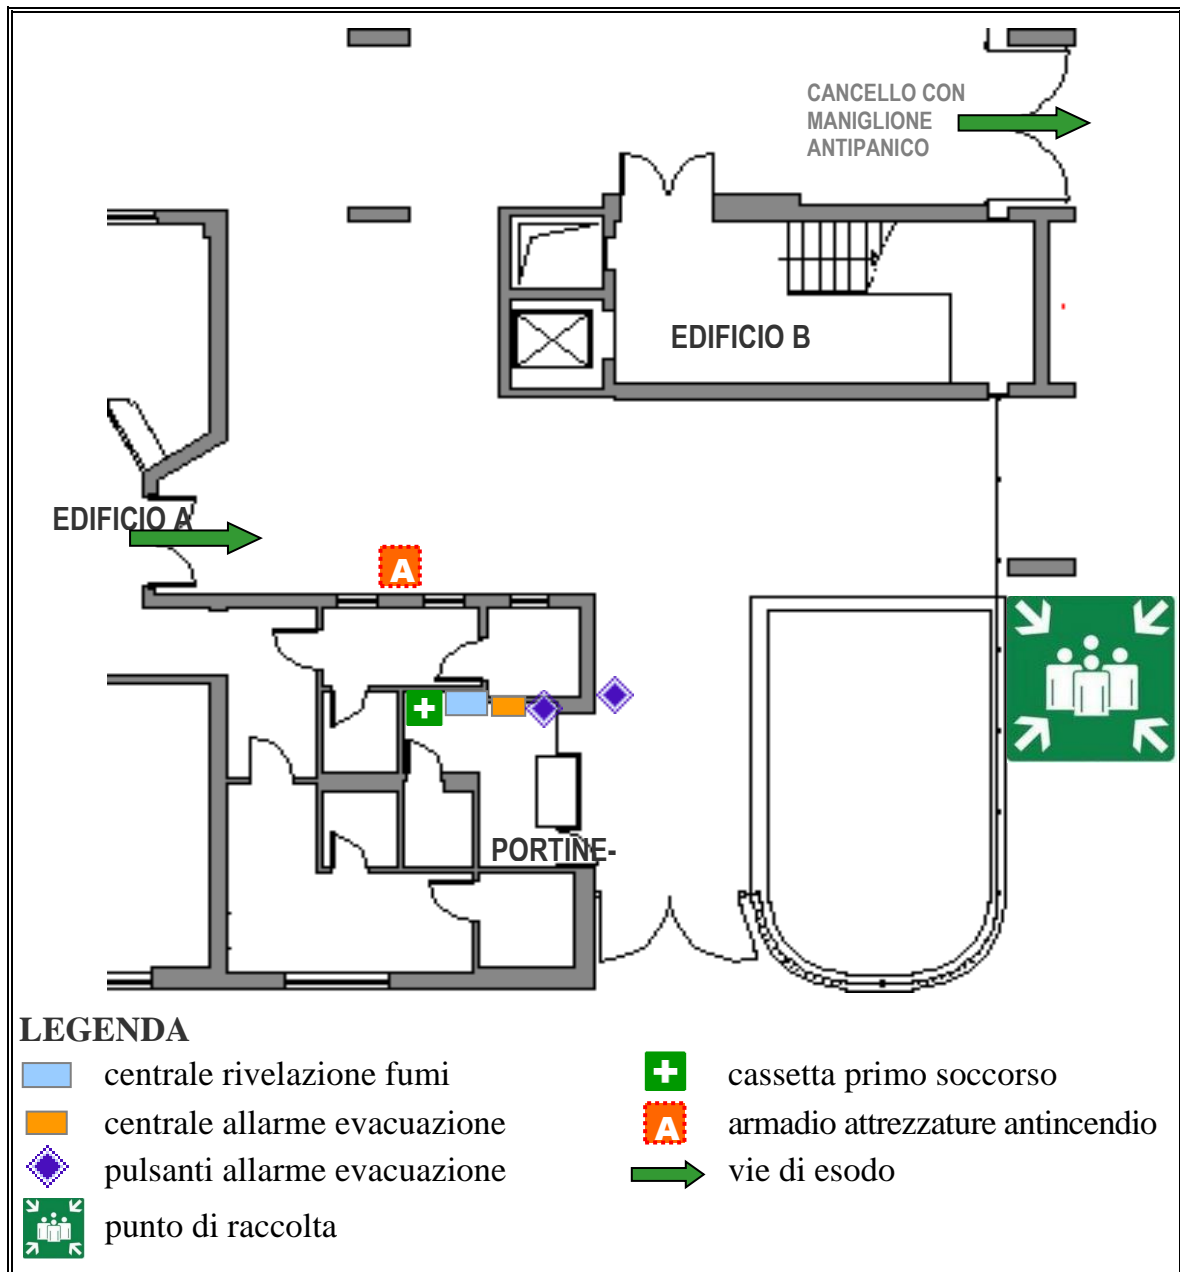 CANCELLO CON
MANIGLIONE
ANTIPANICO
EDIFICIO B
EDIFICIO A
A
PORTINE-
LEGENDA
centrale rivelazione fumi
cassetta primo soccorso
centrale allarme evacuazione
A
armadio attrezzature antincendio
pulsanti allarme evacuazione
vie di esodo
punto di raccolta